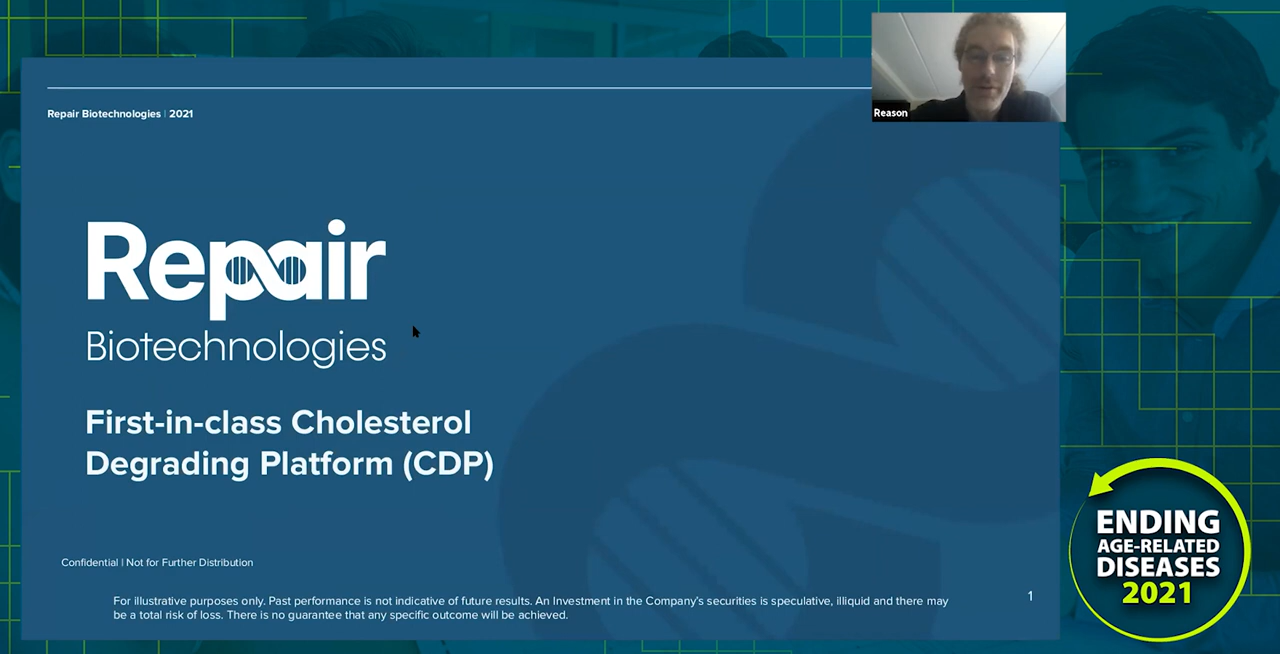 Reason
Repair Biotechnologies | 2021
Repair
Biotechnologies
First-in-class Cholesterol
Degrading Platform (CDP)
Confidential | Not for Further Distribution
For illustrative purposes only. Past performance is not indicative of future results. An Investment in the Company's securities is speculative, illiquid and there may
be a total risk of loss. There is no guarantee that any specific outcome will be achieved.
1
ENDING
AGE-RELATED
DISEASES
2021